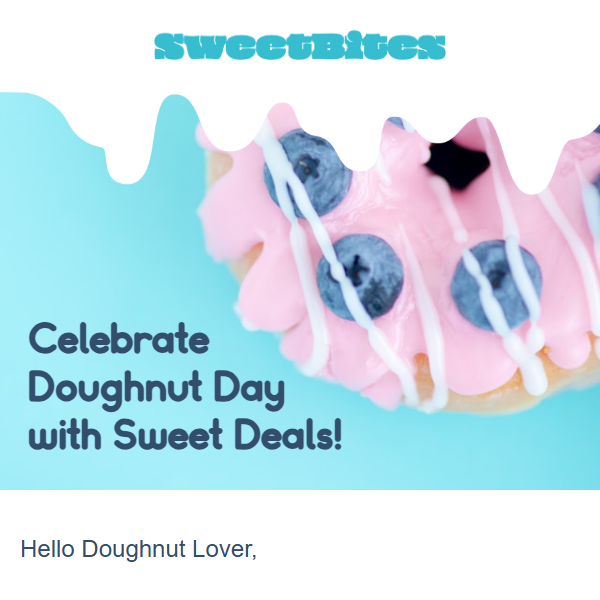 SweetBites
Celebrate
Doughnut Day
with Sweet Deals!
Hello Doughnut Lover,